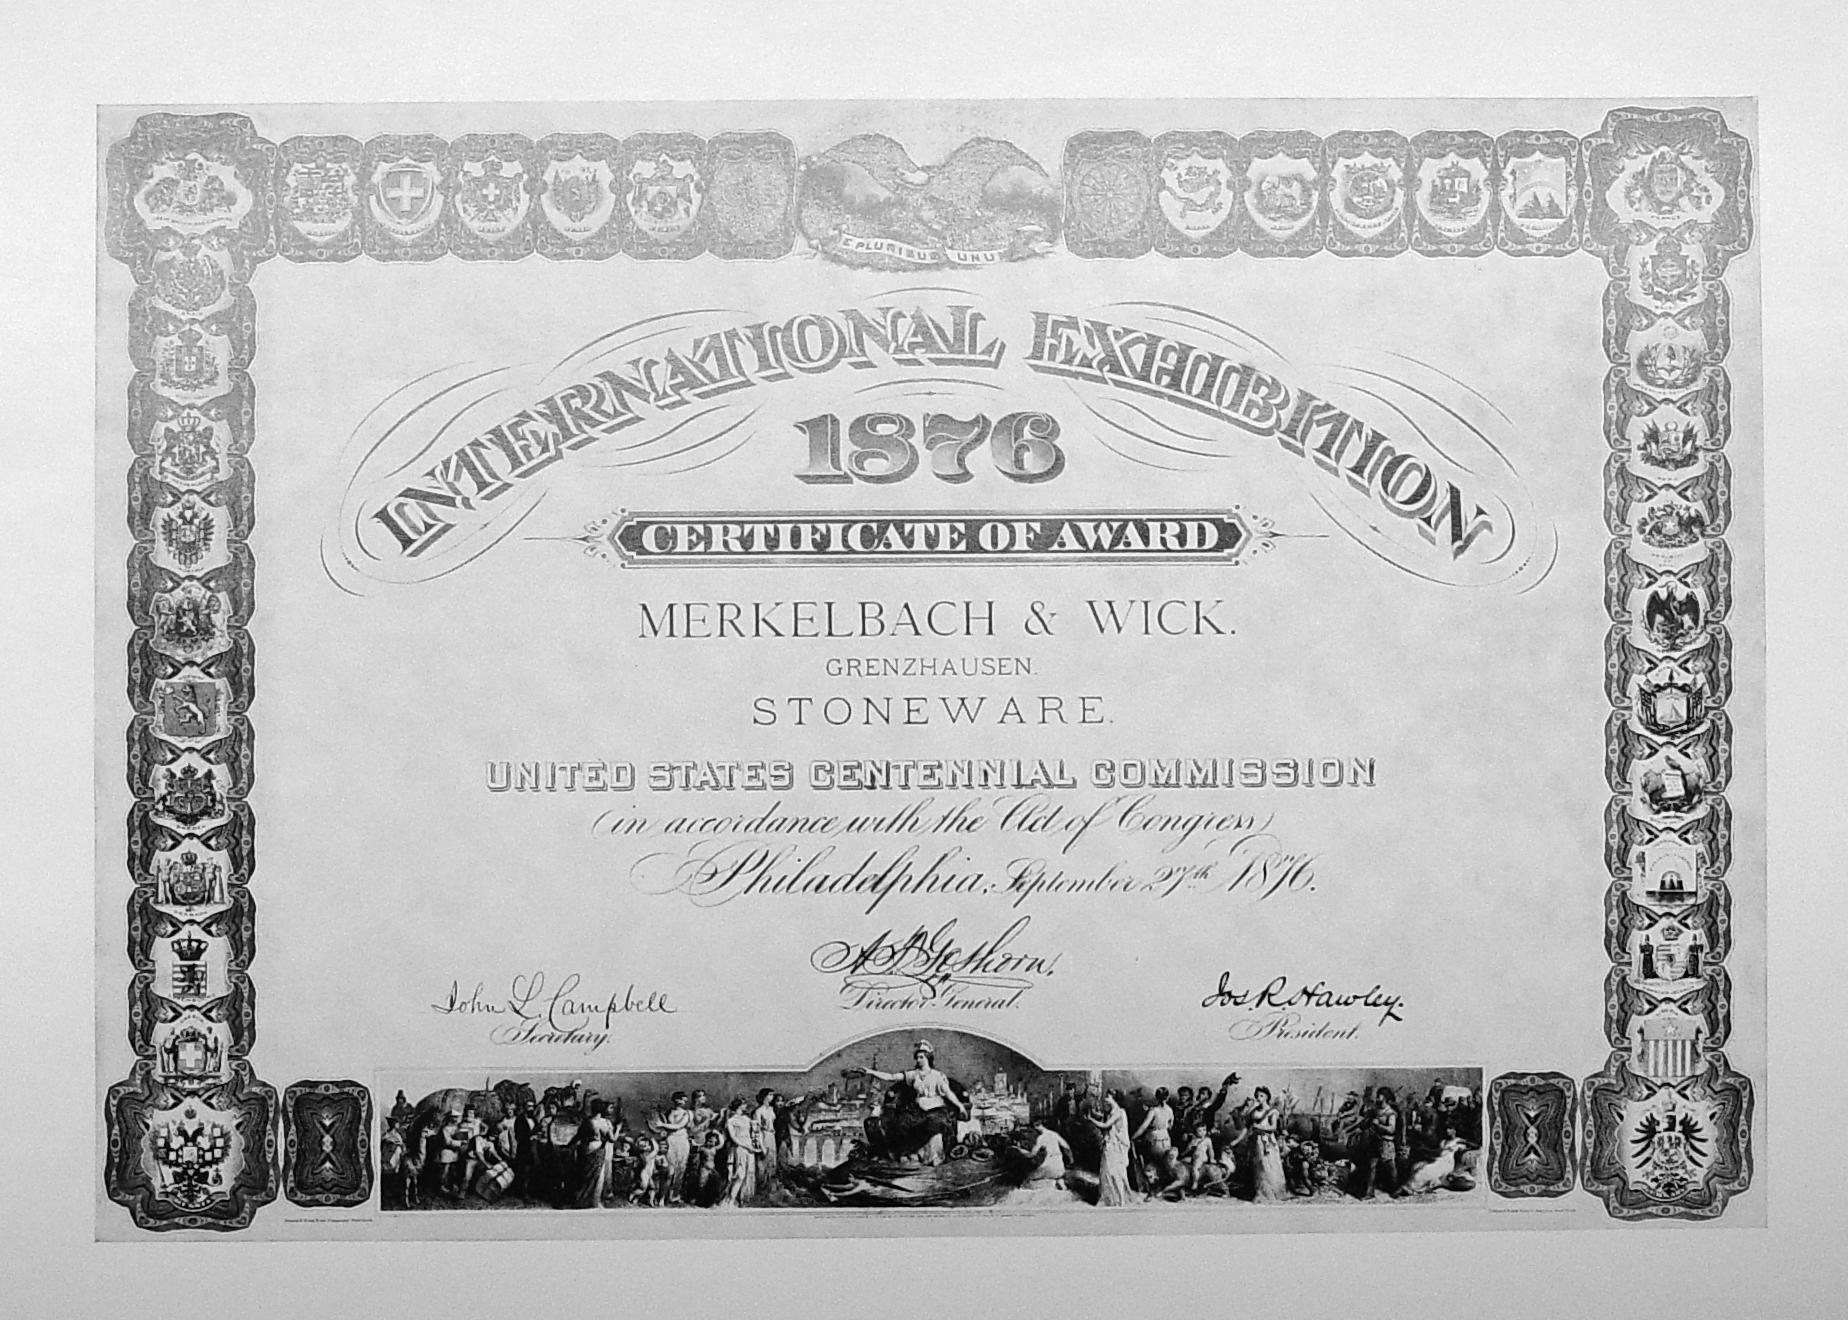 E PLURIBUS UNUM
INTERNATIONAL EXHIBITION
1876
CERTIFICATE OF AWARD
MERKELBACH & WICK.
GRENZHAUSEN.
STONEWARE.
UNITED STATES CENTENNIAL COMMISSION
(in accordance with the Act of Congress)
Philadelphia, September 27th 1876.
A. T. Goshorn.
Director-General.
John L. Campbell
Secretary.
Jos. R. Hawley.
President.